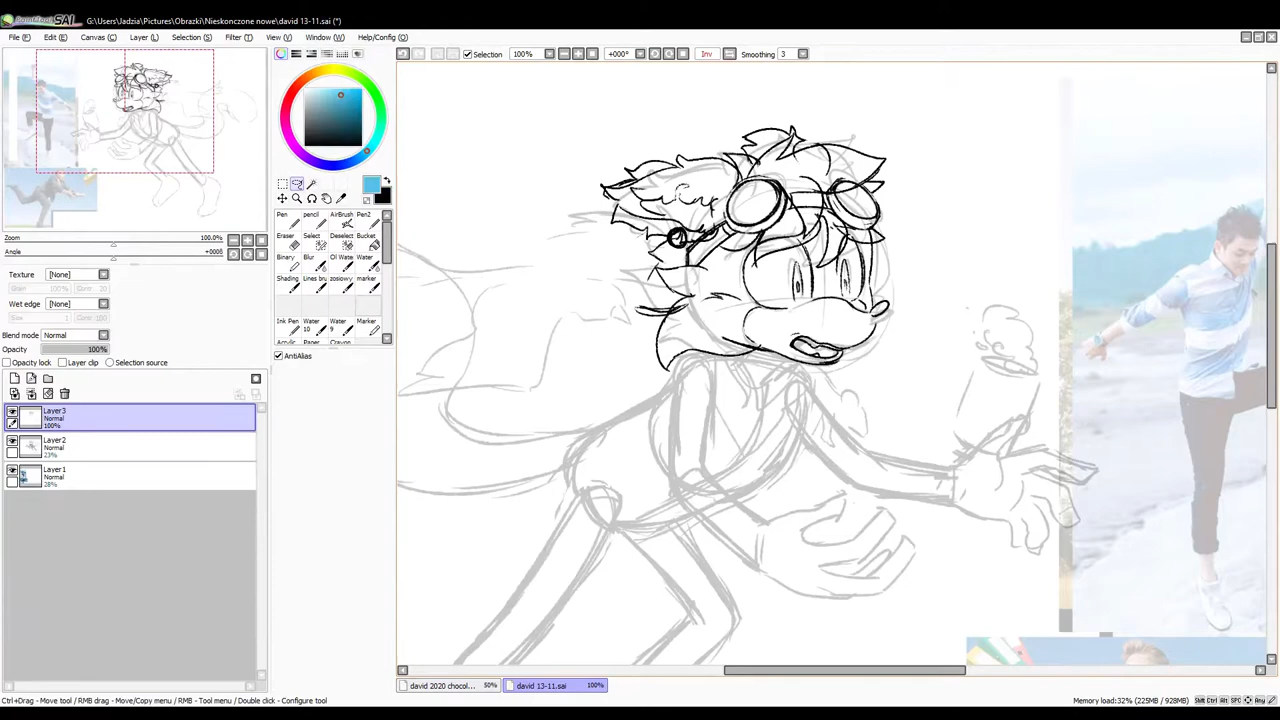 PaintTool SAI G:\Users\Jadzia\Pictures\Obrazki\Nieskonczone nowe\david 13-11.sai (*)
File (F) Edit (E) Canvas (C) Layer (L) Selection (S) Filter (T) View (V) Window (W) Help/Config (O)
Selection 100% +000° Inv Smoothing 3
Zoom 100.0%
Angle +000ß
Texture [None]
Wet edge [None]
Blend mode Normal
Opacity 100%
Opacity lock Layer clip Selection source
Layer3
Normal
100%
Layer2
Normal
23%
Layer1
Normal
28%
Pen pencil AirBrush Pen2
Eraser Select Deselect Bucket
Binary Blur Oil Water Water
Shading Lines bru zosiowy marker
Ink Pen Water 10 Water 9 Marker
Acrylic Paper Crayon
AntiAlias
david 2020 chocol... 50% david 13-11.sai 100%
Ctrl+Drag - Move tool / RMB drag - Move/Copy menu / RMB - Tool menu / Double click - Configure tool Memory load:32% (225MB / 928MB) Shft Ctrl Alt SPC Any